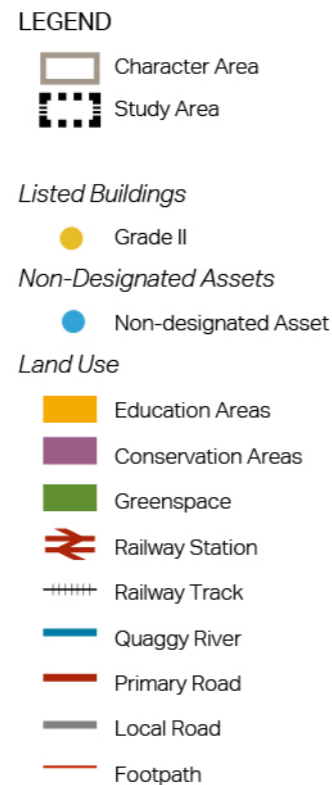 LEGEND
Character Area
Study Area
Listed Buildings
Grade II
Non-Designated Assets
Non-designated Asset
Land Use
Education Areas
Conservation Areas
Greenspace
Railway Station
Railway Track
Quaggy River
Primary Road
Local Road
Footpath